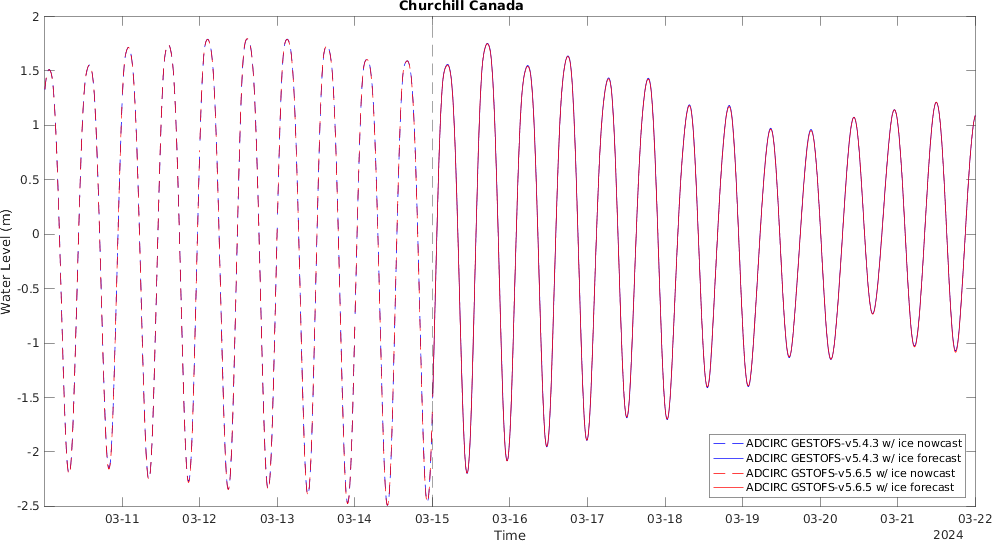 Churchill Canada
2
1.5
1
0.5
0
-0.5
-1
-1.5
-2
-2.5
Water Level (m)
ADCIRC GESTOFS-v5.4.3 w/ ice nowcast
ADCIRC GESTOFS-v5.4.3 w/ ice forecast
ADCIRC GSTOFS-v5.6.5 w/ ice nowcast
ADCIRC GSTOFS-v5.6.5 w/ ice forecast
03-11 03-12 03-13 03-14 03-15 03-16 03-17 03-18 03-19 03-20 03-21 03-22
Time
2024